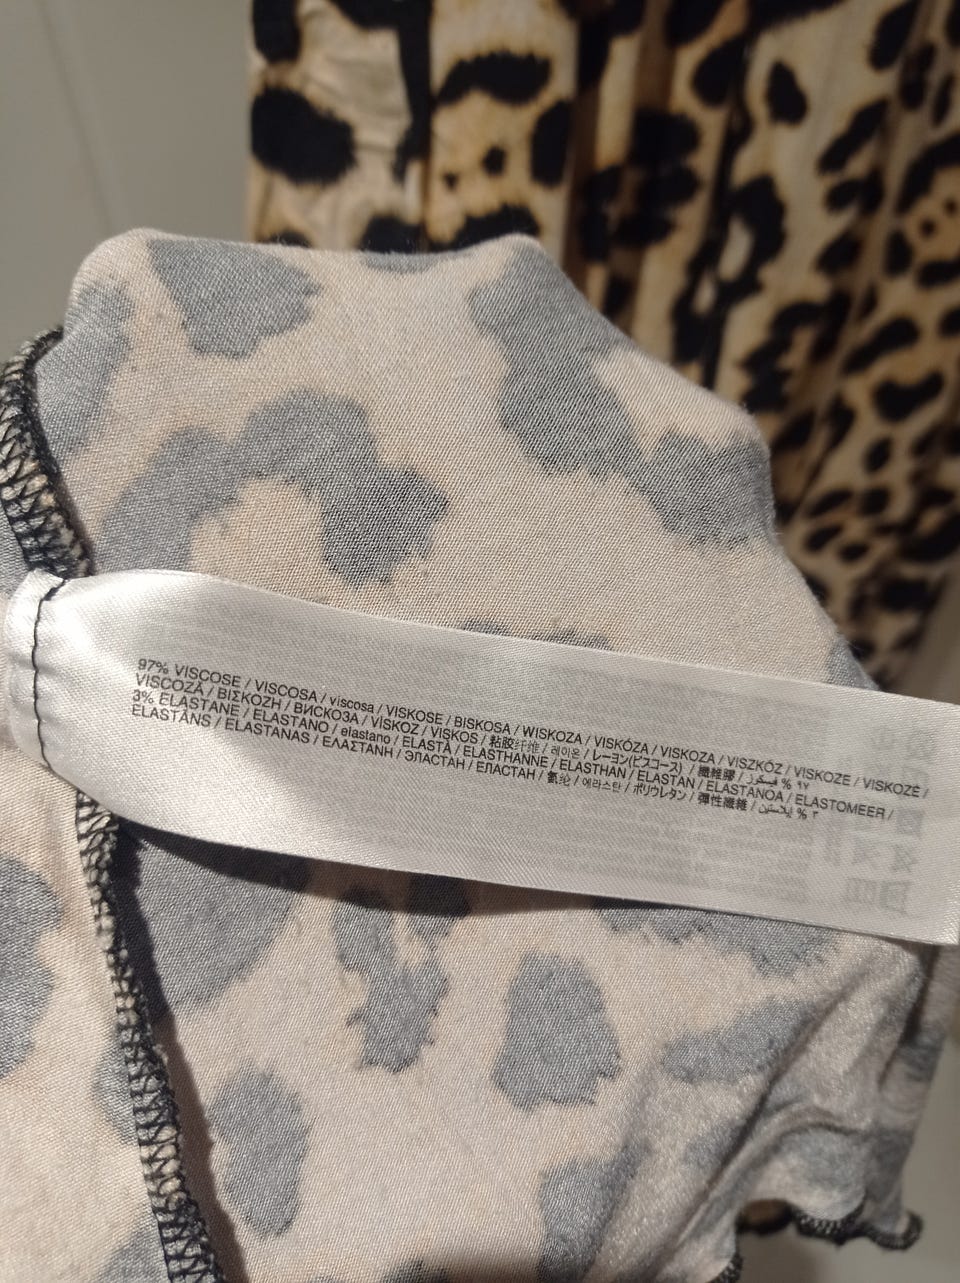 97% VISCOSE / VISCOSA / viscosa / VISKOSE / BISKOSA / WISKOZA / VISKÓZA / VISKOZA / VISZKÓZ / VISKOZE / VISKOZĖ /
VISCOZĂ / ΒΙΣΚΟΖΗ / ВИСКОЗА / VİSKOZ / VISKOS / 粘胶纤维 / 레이온 / レーヨン(ビスコース) / 纖維膠 / فيسكوز % ٩٧
3% ELASTANE / ELASTANO / elastano / ELASTÀ / ELASTHANNE / ELASTHAN / ELASTAN / ELASTANOA / ELASTOMEER /
ELASTĀNS / ELASTANAS / ΕΛΑΣΤΑΝΗ / ЭЛАСТАН / ЕЛАСТАН / 氨纶 / 에라스탄 / ポリウレタン / 彈性纖維 / إيلاستين % ٣